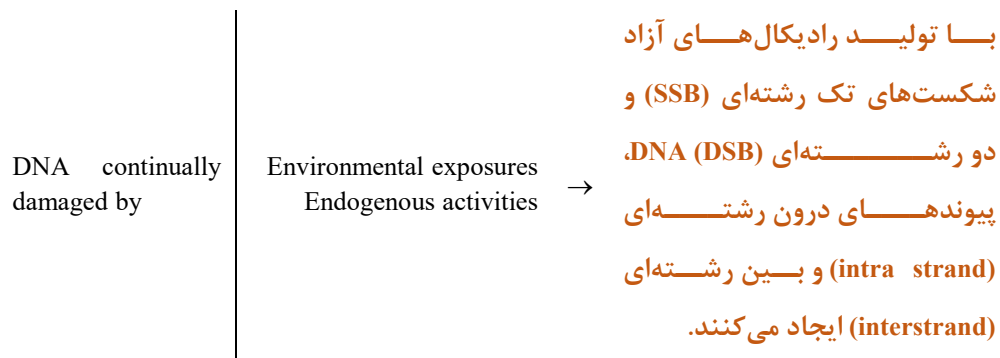 DNA continually
damaged by
Environmental exposures
Endogenous activities
→
با تولید رادیکال‌های آزاد
شکست‌های تک رشته‌ای (SSB) و
دو رشته‌ای DNA (DSB)،
پیوندهای درون رشته‌ای
(intra strand) و بین رشته‌ای
(interstrand) ایجاد می‌کنند.